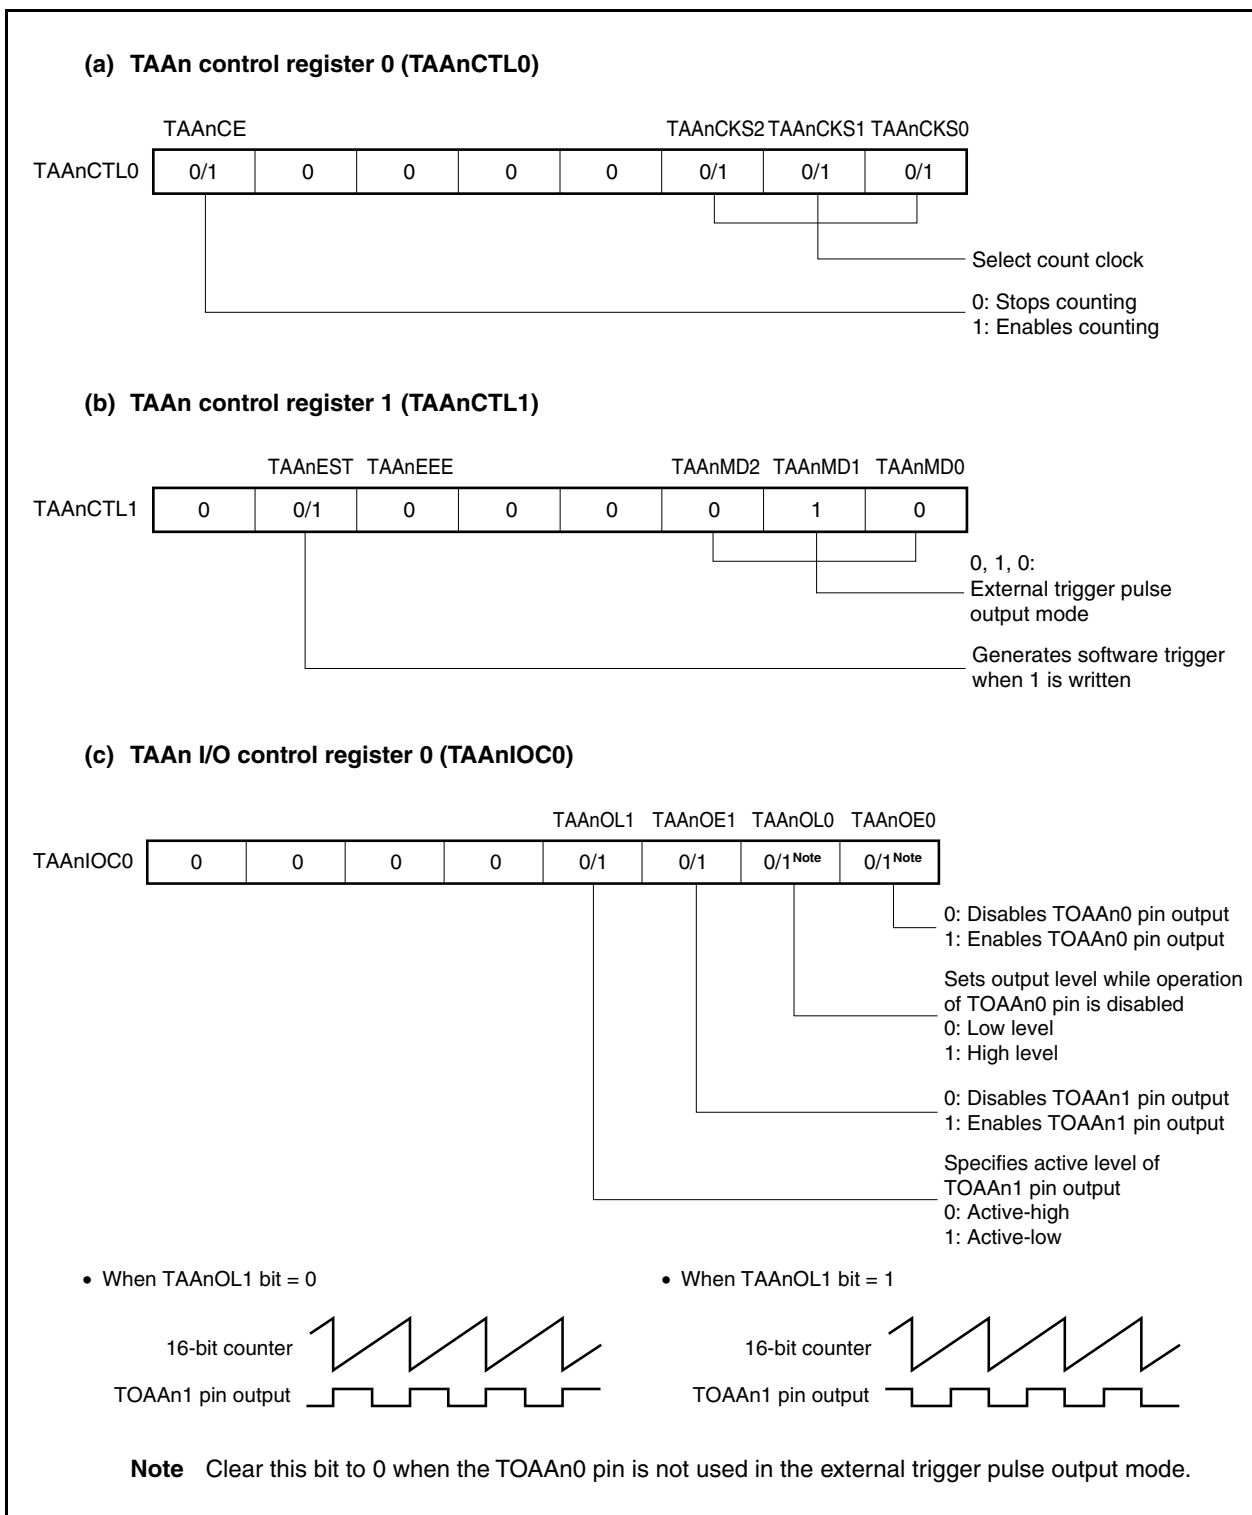 (a) TAAn control register 0 (TAAnCTL0)
TAAnCE TAAnCKS2 TAAnCKS1 TAAnCKS0
TAAnCTL0 0/1 0 0 0 0 0/1 0/1 0/1
Select count clock
0: Stops counting
1: Enables counting
(b) TAAn control register 1 (TAAnCTL1)
TAAnEST TAAnEEE TAAnMD2 TAAnMD1 TAAnMD0
TAAnCTL1 0 0/1 0 0 0 0 1 0
0, 1, 0:
External trigger pulse
output mode
Generates software trigger
when 1 is written
(c) TAAn I/O control register 0 (TAAnIOC0)
TAAnOL1 TAAnOE1 TAAnOL0 TAAnOE0
TAAnIOC0 0 0 0 0 0/1 0/1 0/1Note 0/1Note
0: Disables TOAAn0 pin output
1: Enables TOAAn0 pin output
Sets output level while operation
of TOAAn0 pin is disabled
0: Low level
1: High level
0: Disables TOAAn1 pin output
1: Enables TOAAn1 pin output
Specifies active level of
TOAAn1 pin output
0: Active-high
1: Active-low
• When TAAnOL1 bit = 0 • When TAAnOL1 bit = 1
16-bit counter 16-bit counter
TOAAn1 pin output TOAAn1 pin output
Note Clear this bit to 0 when the TOAAn0 pin is not used in the external trigger pulse output mode.